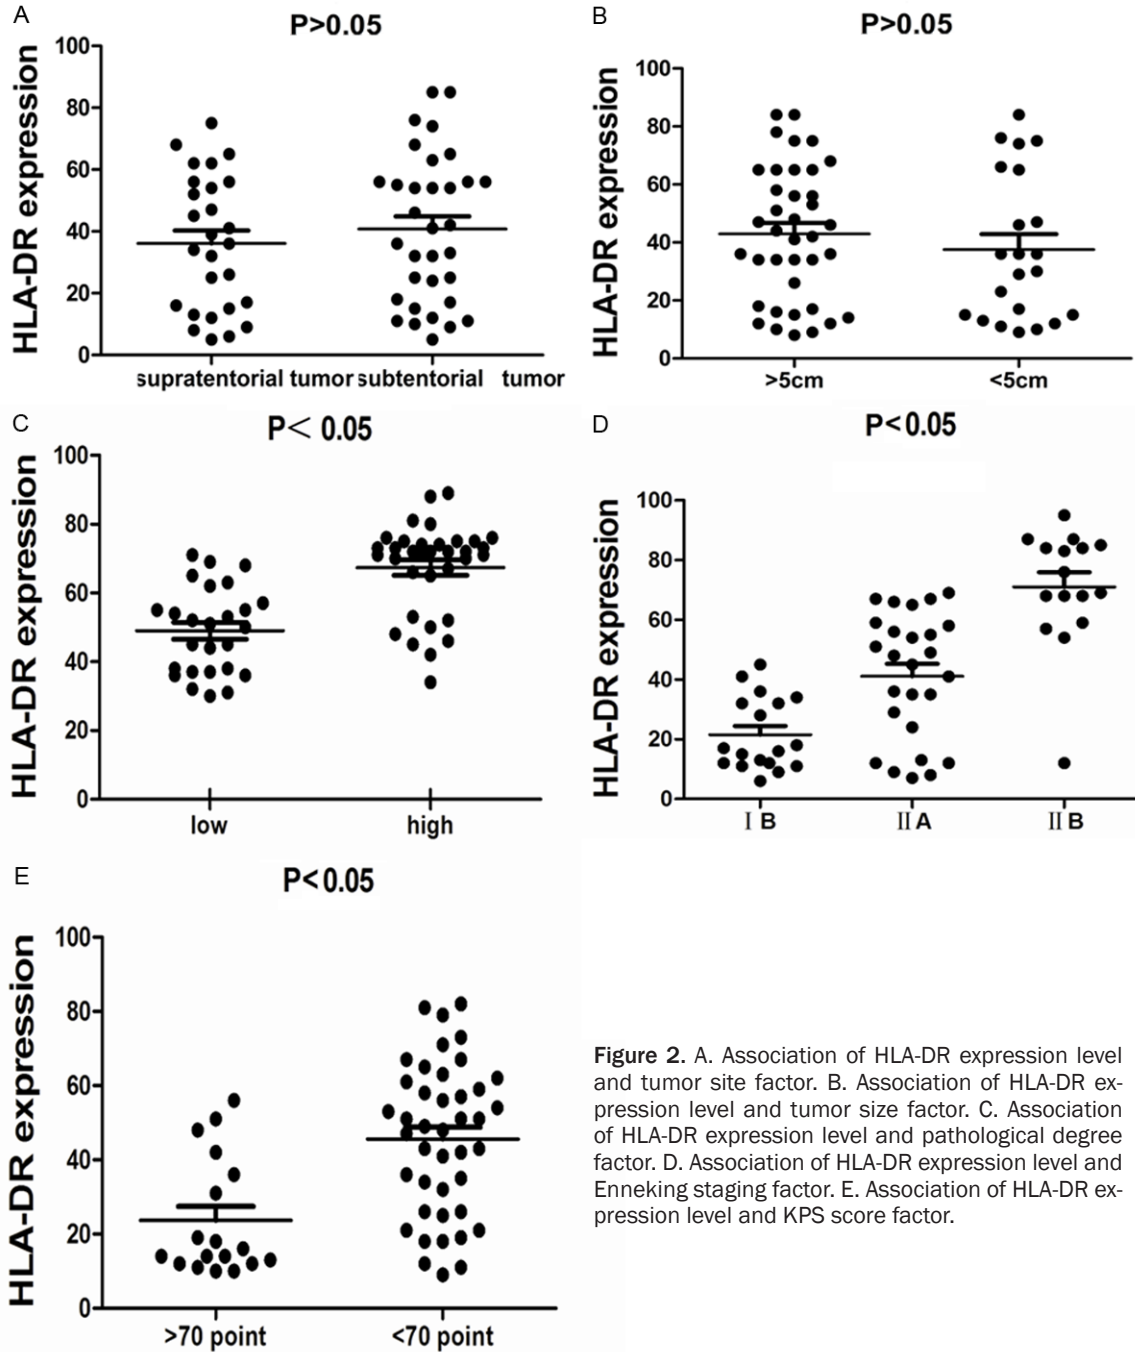 A
P>0.05
HLA-DR expression
100
80
60
40
20
0
supratentorial tumor subtentorial tumor
B
P>0.05
HLA-DR expression
100
80
60
40
20
0
>5cm <5cm
C
P< 0.05
HLA-DR expression
100
80
60
40
20
0
low high
D
P<0.05
HLA-DR expression
100
80
60
40
20
0
ⅠB ⅡA ⅡB
E
P<0.05
HLA-DR expression
100
80
60
40
20
0
>70 point <70 point
Figure 2. A. Association of HLA-DR expression level
and tumor site factor. B. Association of HLA-DR ex-
pression level and tumor size factor. C. Association
of HLA-DR expression level and pathological degree
factor. D. Association of HLA-DR expression level and
Enneking staging factor. E. Association of HLA-DR ex-
pression level and KPS score factor.